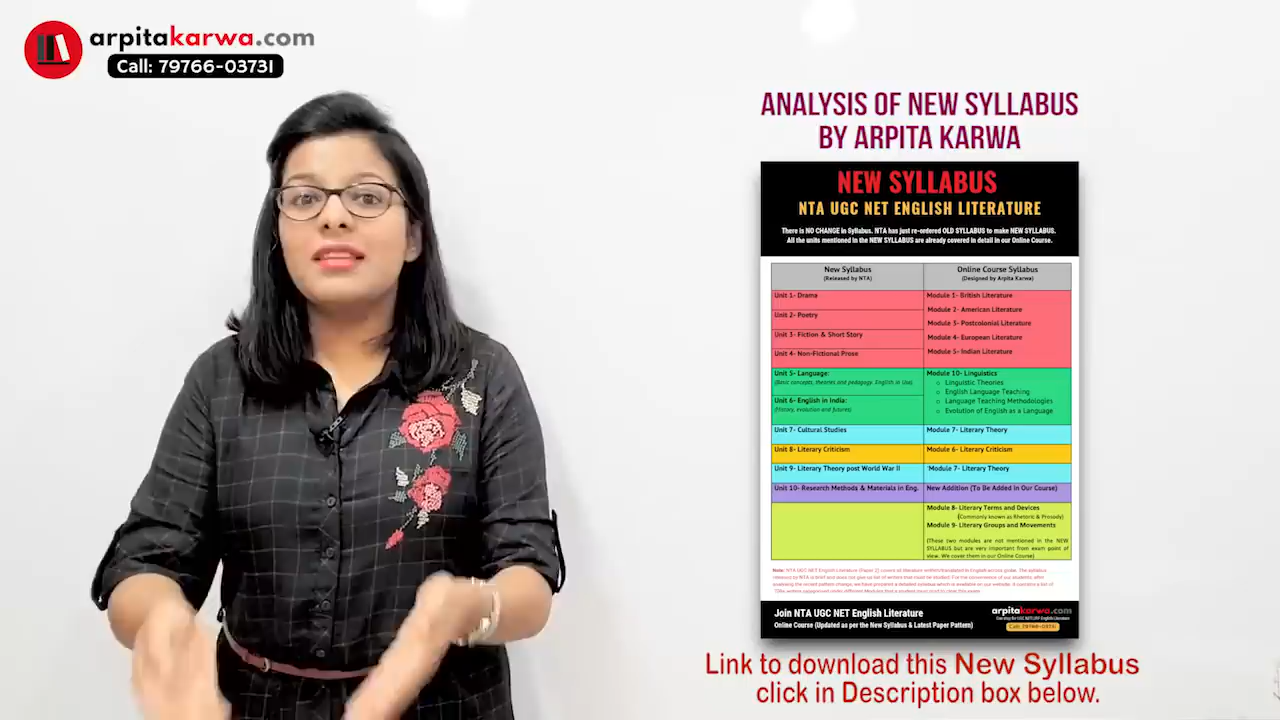 arpitakarwa.com
Call: 79766-03731
ANALYSIS OF NEW SYLLABUS
BY ARPITA KARWA
NEW SYLLABUS
NTA UGC NET ENGLISH LITERATURE
There is NO CHANGE in Syllabus. NTA has just re-ordered OLD SYLLABUS to make NEW SYLLABUS.
All the units mentioned in the NEW SYLLABUS are already covered in detail in our Online Course.
New Syllabus
(Released by NTA)
Online Course Syllabus
(Designed by Arpita Karwa)
Unit 1- Drama
Unit 2- Poetry
Unit 3- Fiction & Short Story
Unit 4- Non-Fictional Prose
Module 1- British Literature
Module 2- American Literature
Module 3- Postcolonial Literature
Module 4- European Literature
Module 5- Indian Literature
Unit 5- Language:
(Basic concepts, theories and pedagogy. English in Use)
Unit 6- English in India:
(History, evolution and futures)
Module 10- Linguistics
Linguistic Theories
English Language Teaching
Language Teaching Methodologies
Evolution of English as a Language
Unit 7- Cultural Studies
Module 7- Literary Theory
Unit 8- Literary Criticism
Module 6- Literary Criticism
Unit 9- Literary Theory post World War II
'Module 7- Literary Theory
Unit 10- Research Methods & Materials in Eng.
New Addition (To Be Added in Our Course)
Module 8- Literary Terms and Devices
(Commonly known as Rhetoric & Prosody)
Module 9- Literary Groups and Movements
(These two modules are not mentioned in the NEW
SYLLABUS but are very important from exam point of
view. We cover them in our Online Course)
Join NTA UGC NET English Literature
Online Course (Updated as per the New Syllabus & Latest Paper Pattern)
arpitakarwa.com
Call: 79766-03731
Link to download this New Syllabus
click in Description box below.